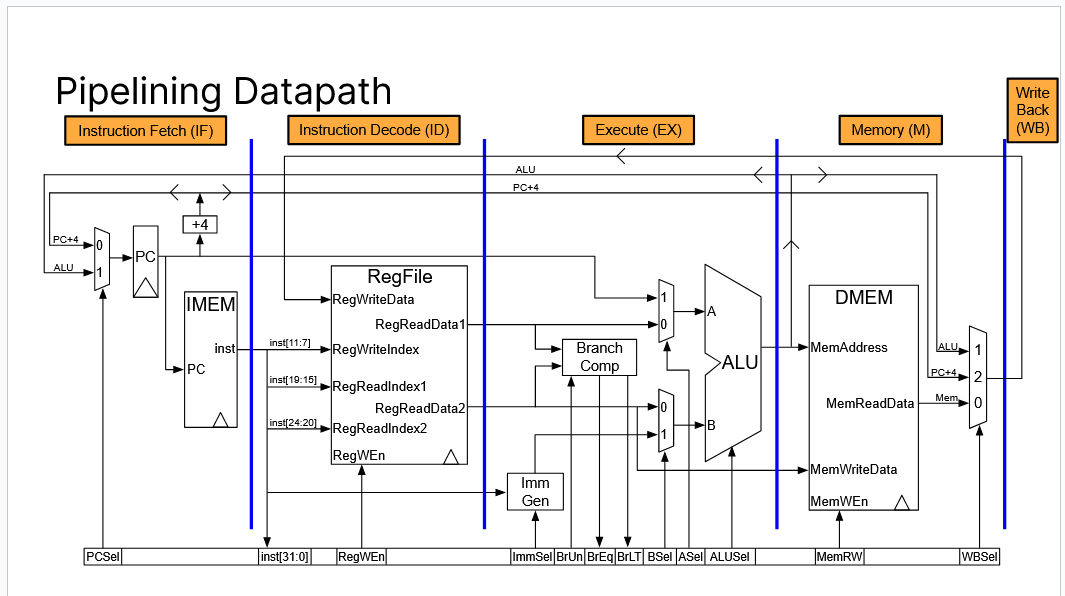 Pipelining Datapath
Instruction Fetch (IF)
Instruction Decode (ID)
Execute (EX)
Memory (M)
Write
Back
(WB)
ALU
PC+4
+4
PC+4
ALU
0
1
PC
IMEM
inst
PC
inst[11:7]
inst[19:15]
inst[24:20]
RegFile
RegWriteData
RegReadData1
RegWriteIndex
RegReadIndex1
RegReadData2
RegReadIndex2
RegWEn
Imm
Gen
Branch
Comp
1
0
0
1
A
ALU
B
DMEM
MemAddress
MemReadData
MemWriteData
MemWEn
ALU
PC+4
Mem
1
2
0
PCSel
inst[31:0]
RegWEn
ImmSel
BrUn
BrEq
BrLT
BSel
ASel
ALUSel
MemRW
WBSel